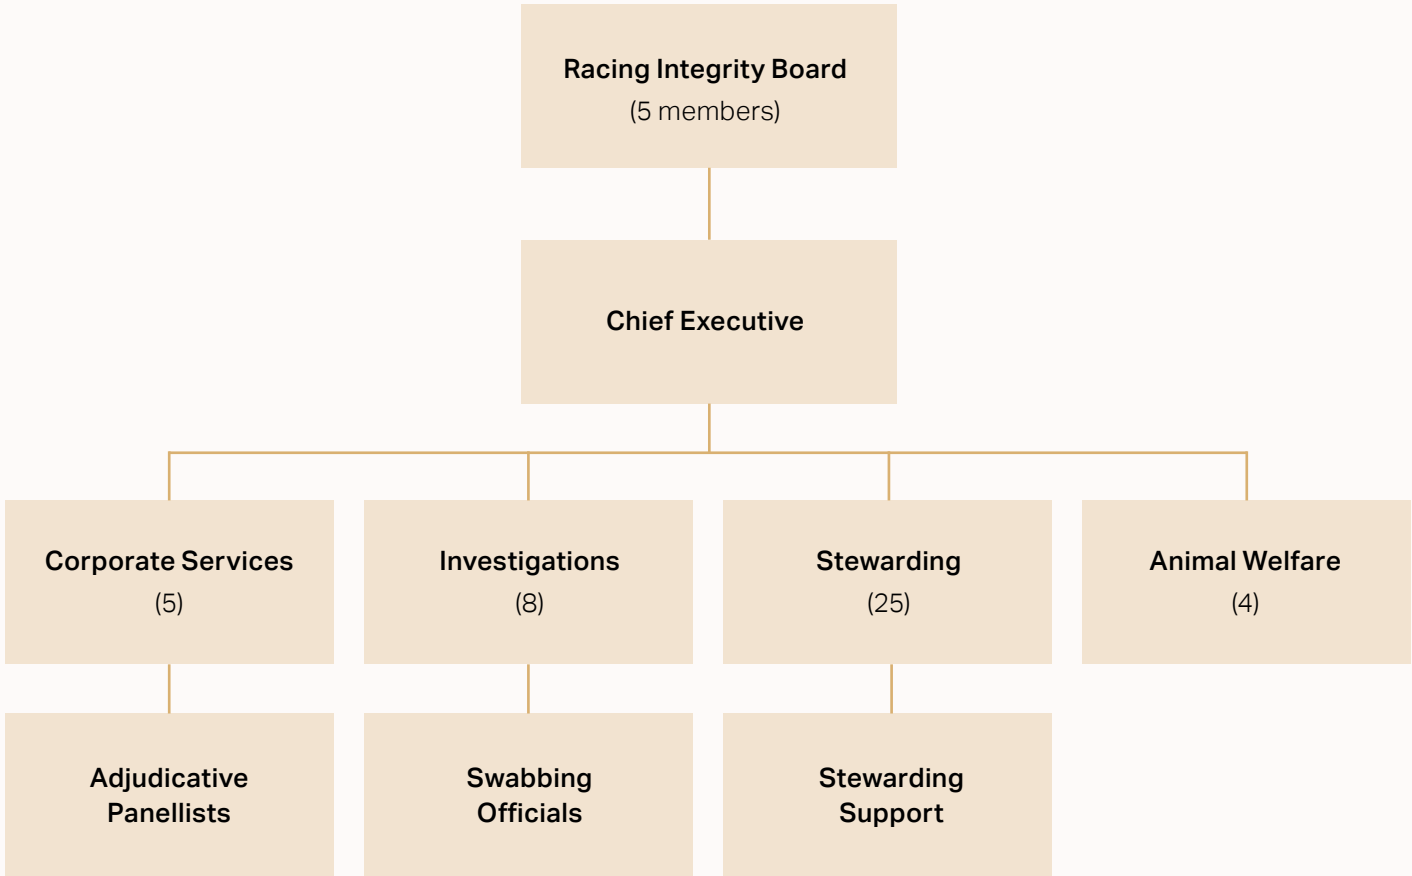 Racing Integrity Board
(5 members)
Chief Executive
Corporate Services
(5)
Investigations
(8)
Stewarding
(25)
Animal Welfare
(4)
Adjudicative
Panellists
Swabbing
Officials
Stewarding
Support